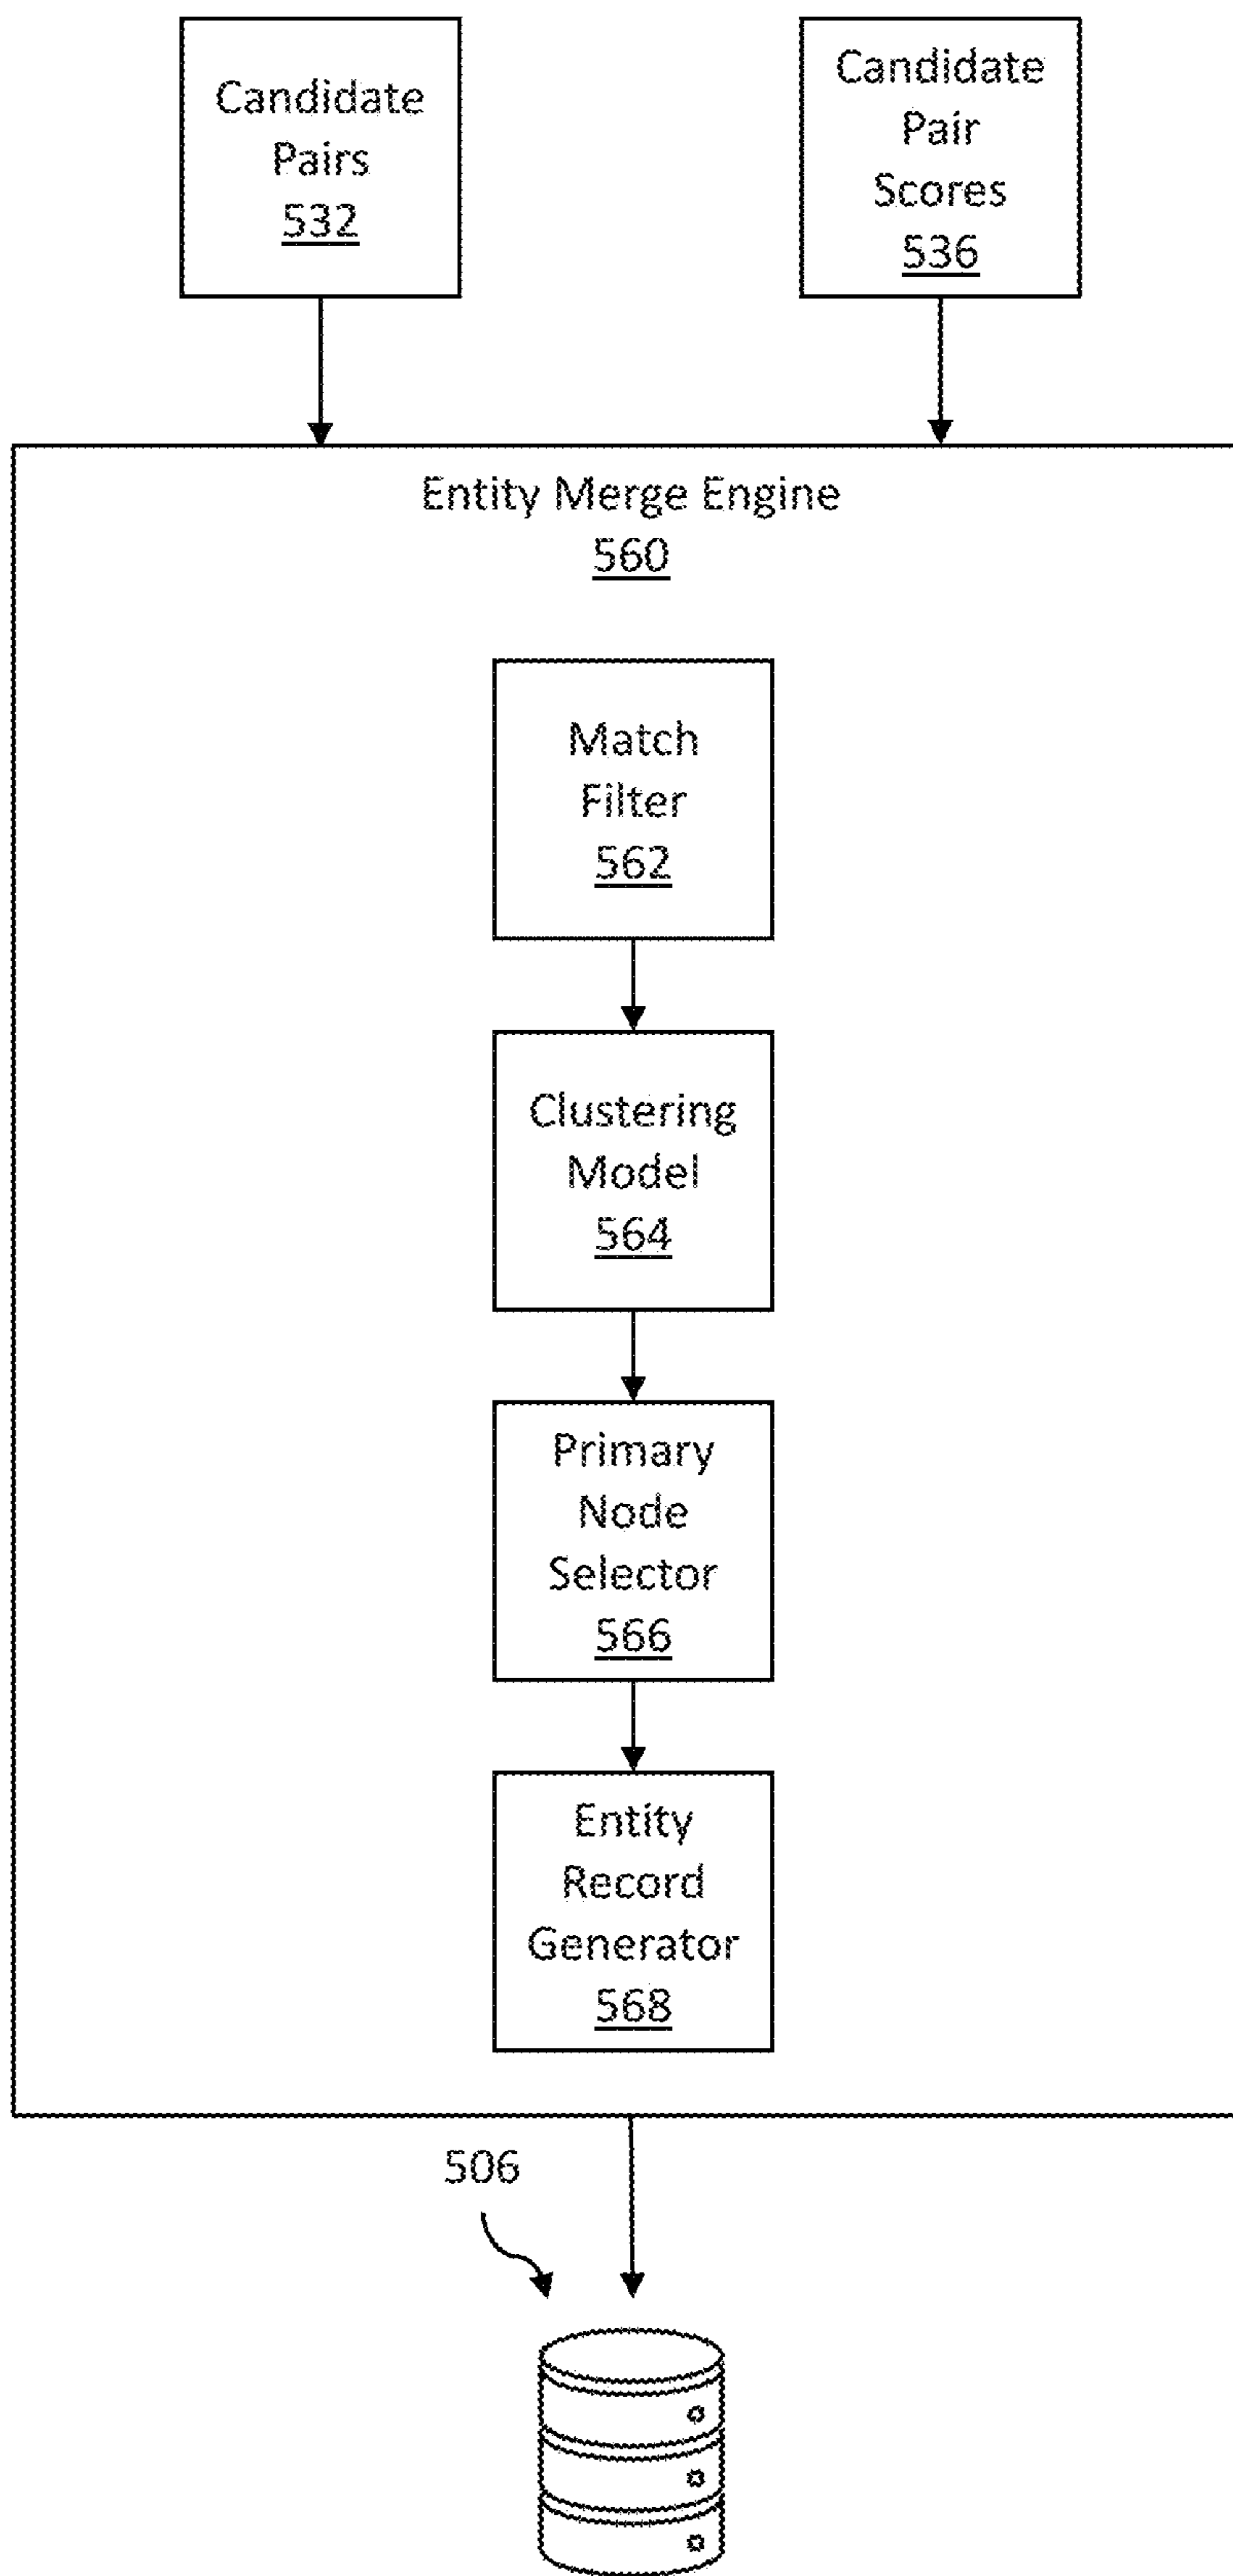 Candidate
Pairs
532
Candidate
Pair
Scores
536
Entity Merge Engine
560
Match
Filter
562
Clustering
Model
564
Primary
Node
Selector
566
Entity
Record
Generator
568
506